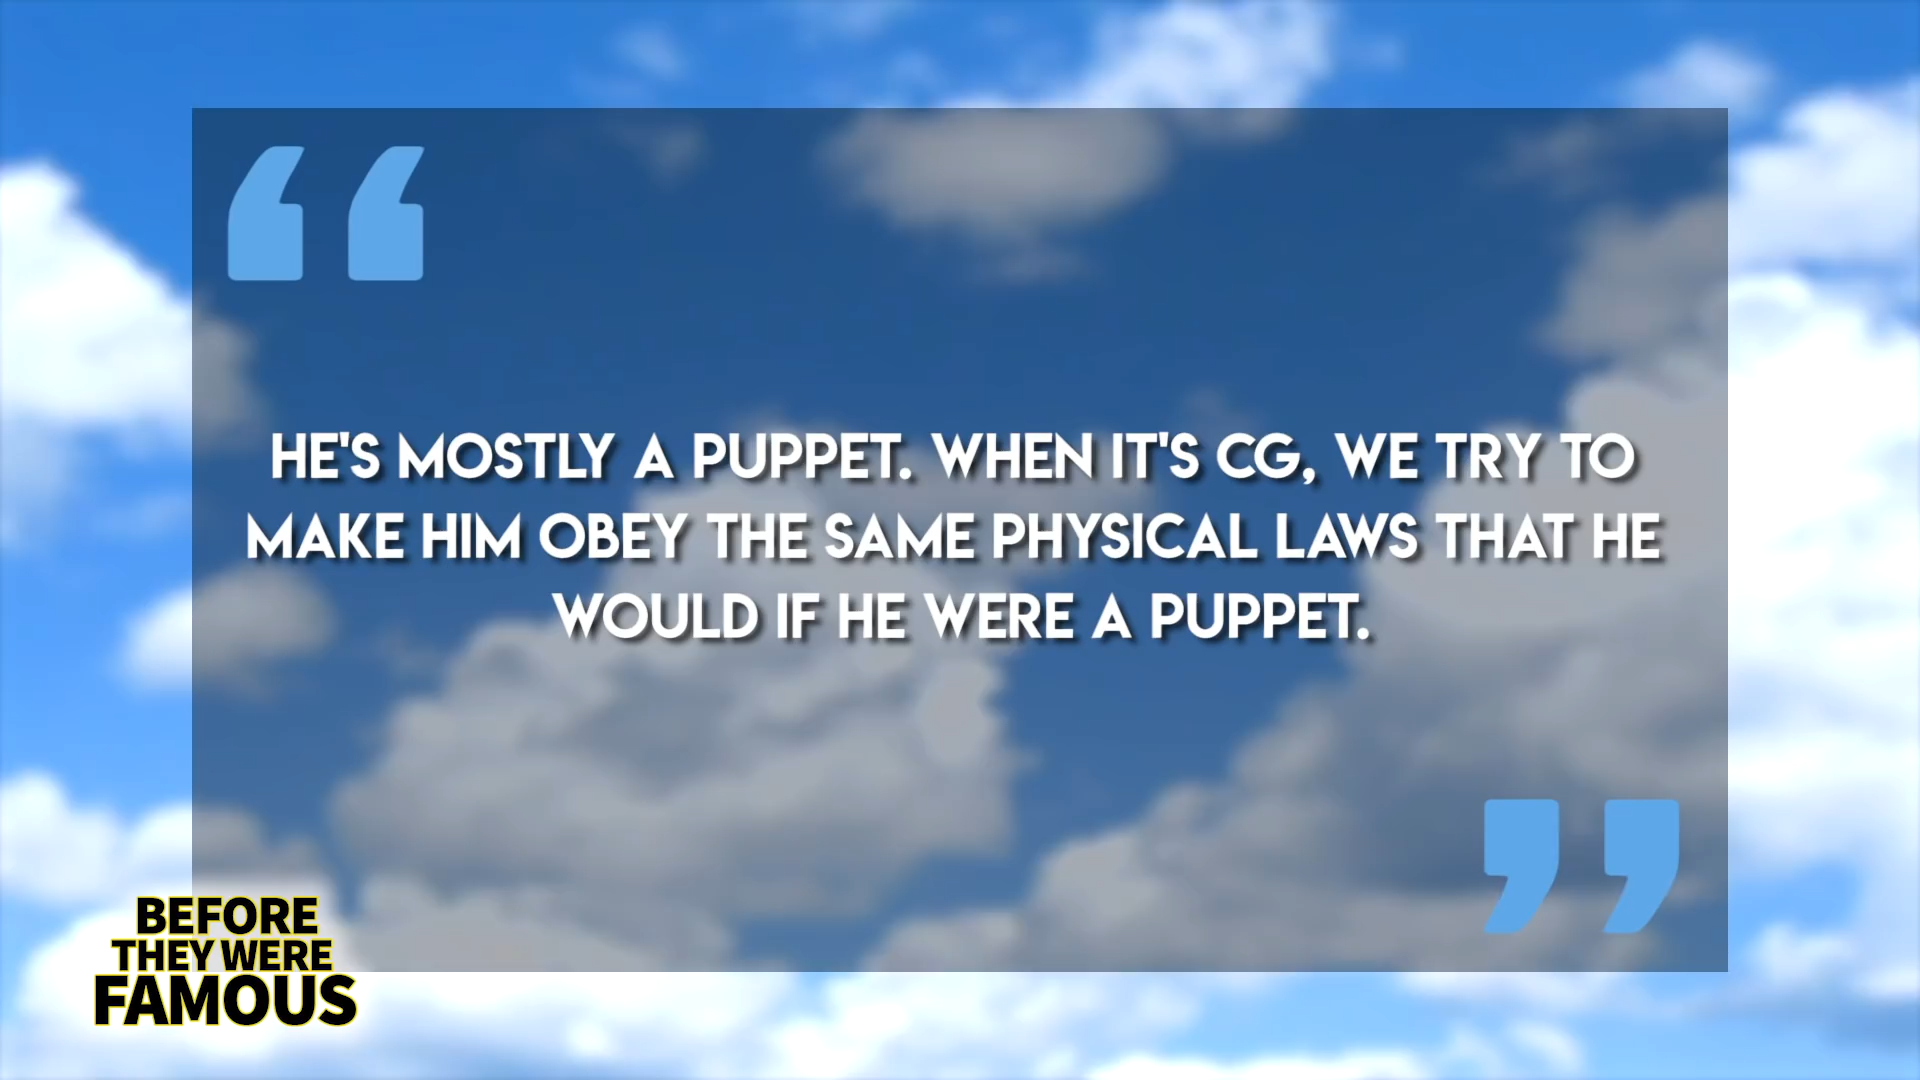 HE'S MOSTLY A PUPPET. WHEN IT'S CG, WE TRY TO
MAKE HIM OBEY THE SAME PHYSICAL LAWS THAT HE
WOULD IF HE WERE A PUPPET.
BEFORE
THEY WERE
FAMOUS